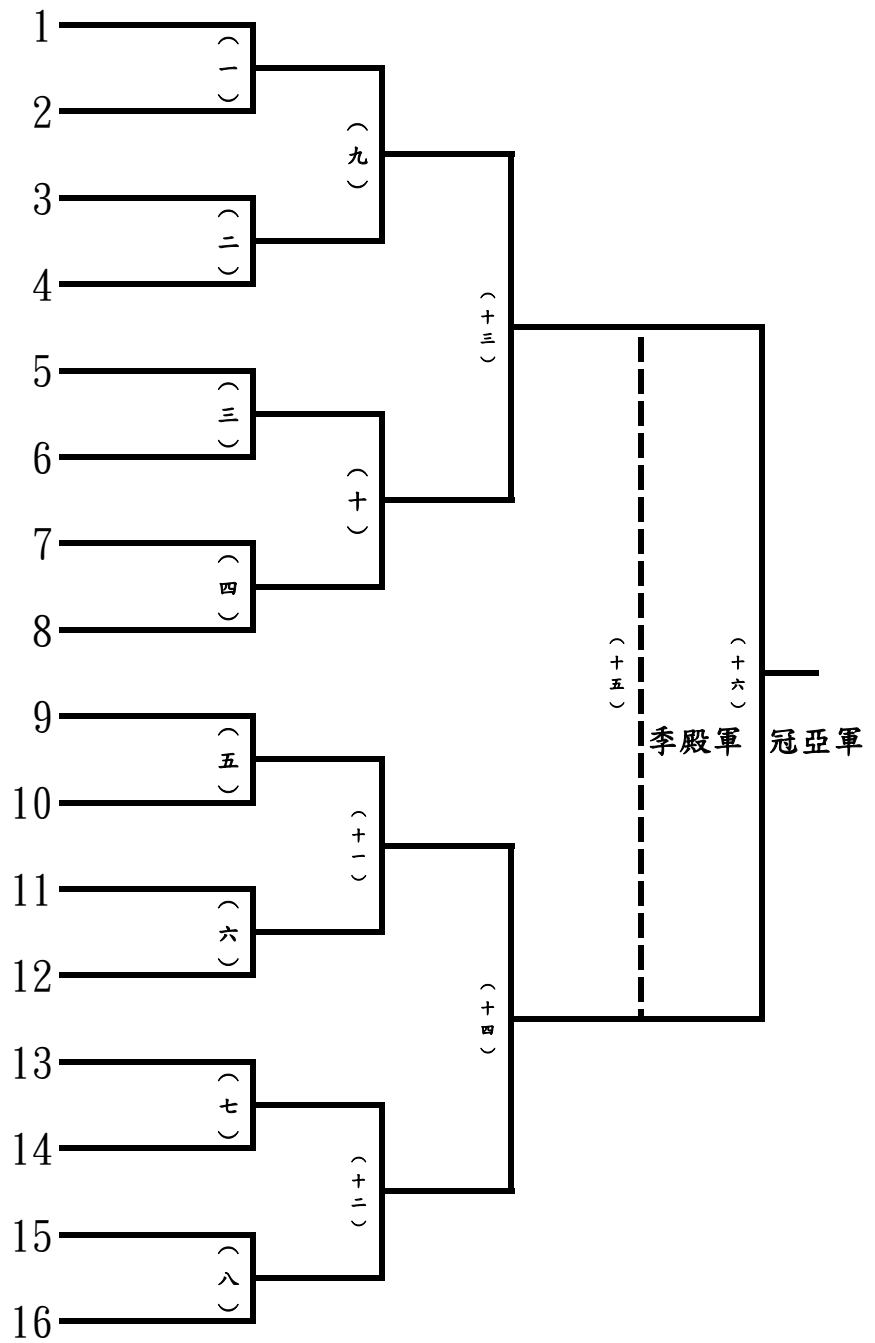 1
（一）
2
（九）
3
（二）
4
（十三）
5
（三）
6
（十）
7
（四）
8
（十五）
（十六）
9
季殿軍
冠亞軍
（五）
10
（十一）
11
（六）
12
（十四）
13
（七）
14
（十二）
15
（八）
16